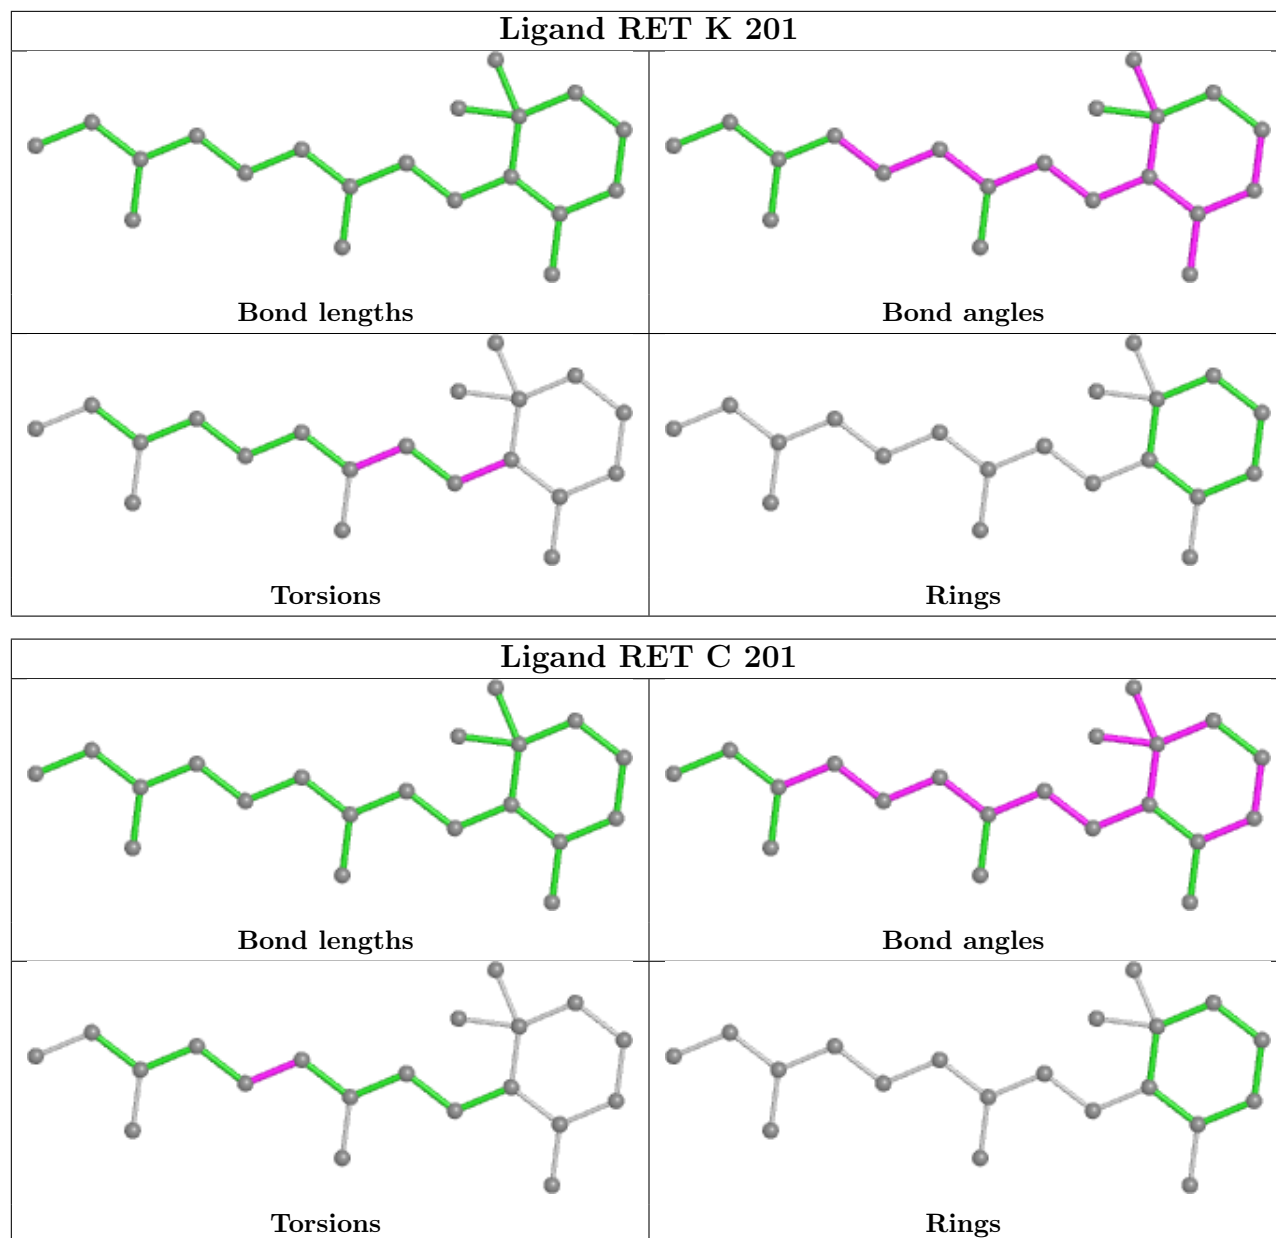 Ligand RET K 201
Bond lengths
Bond angles
Torsions
Rings
Ligand RET C 201
Bond lengths
Bond angles
Torsions
Rings